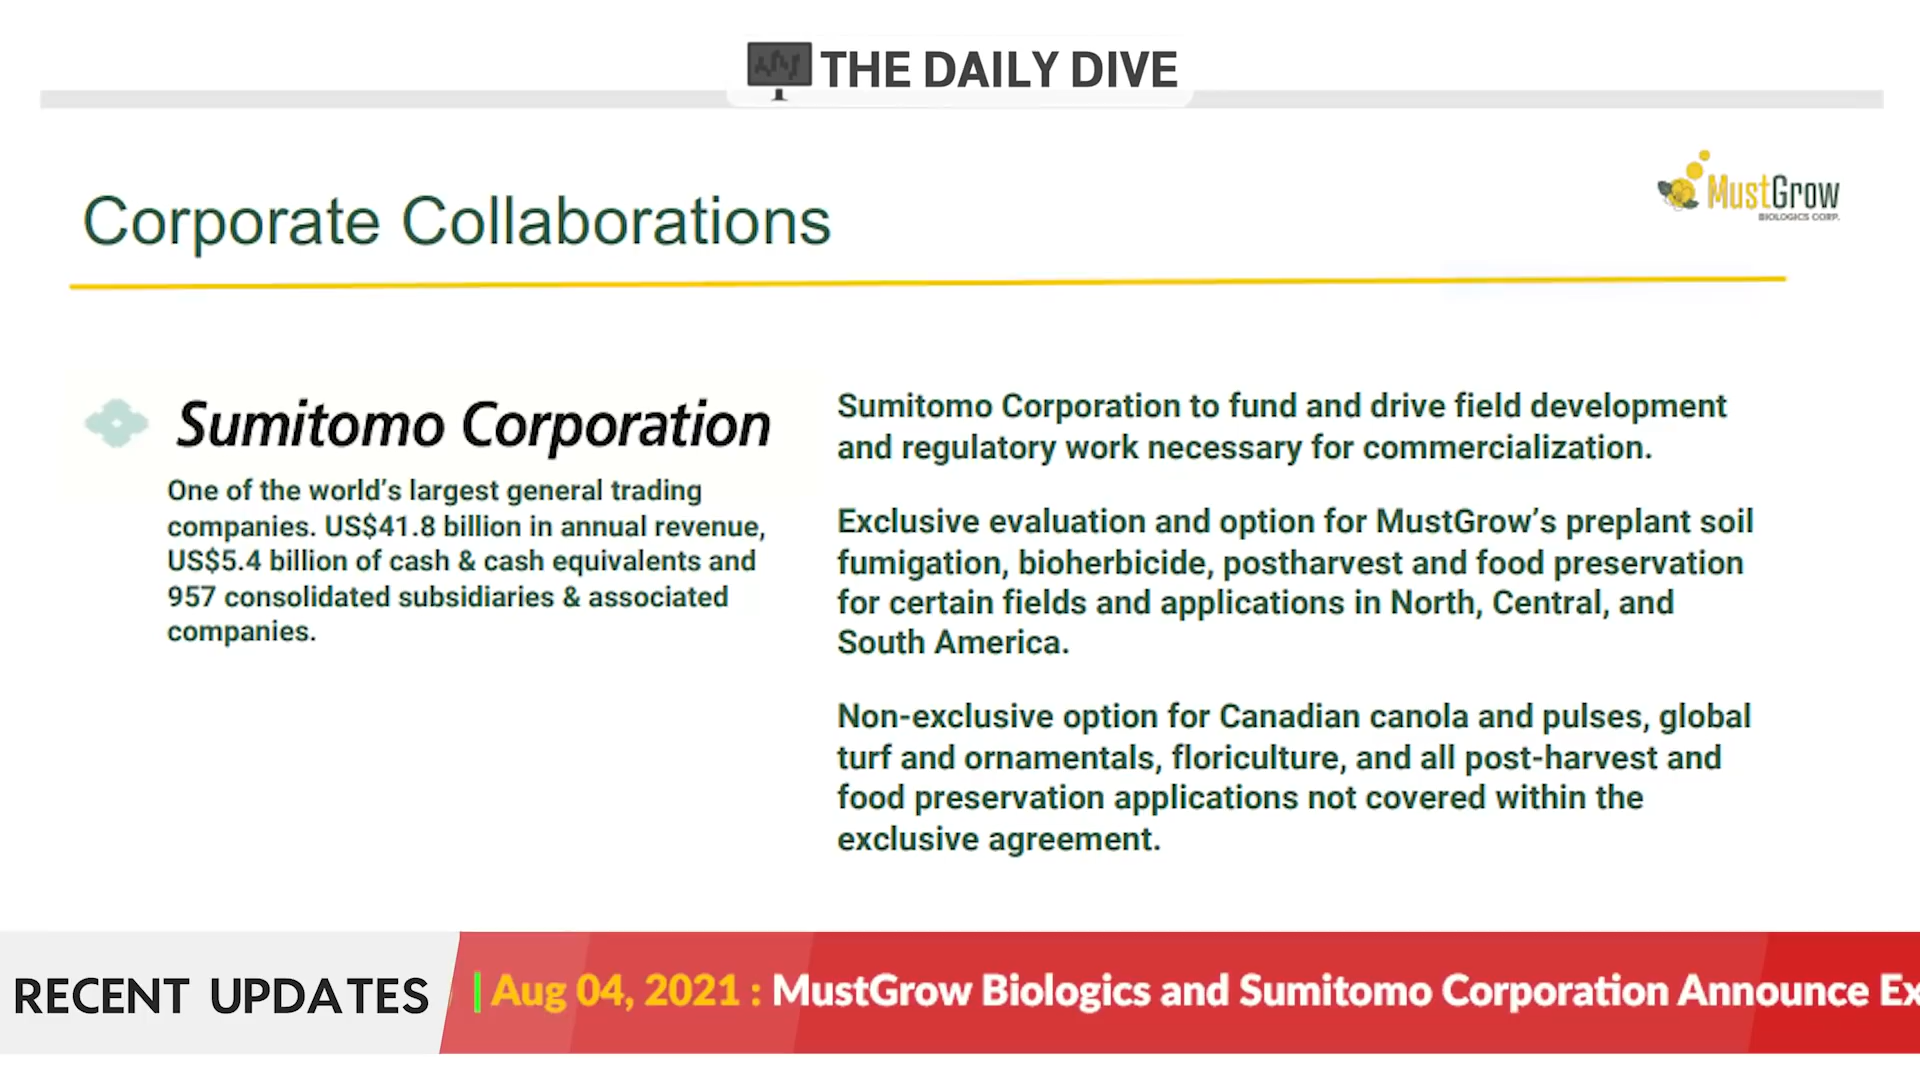 THE DAILY DIVE
MustGrow
BIOLOGICS CORP.
Corporate Collaborations
Sumitomo Corporation
One of the world's largest general trading
companies. US$41.8 billion in annual revenue,
US$5.4 billion of cash & cash equivalents and
957 consolidated subsidiaries & associated
companies.
Sumitomo Corporation to fund and drive field development
and regulatory work necessary for commercialization.
Exclusive evaluation and option for MustGrow's preplant soil
fumigation, bioherbicide, postharvest and food preservation
for certain fields and applications in North, Central, and
South America.
Non-exclusive option for Canadian canola and pulses, global
turf and ornamentals, floriculture, and all post-harvest and
food preservation applications not covered within the
exclusive agreement.
RECENT UPDATES
Aug 04, 2021 : MustGrow Biologics and Sumitomo Corporation Announce Ex